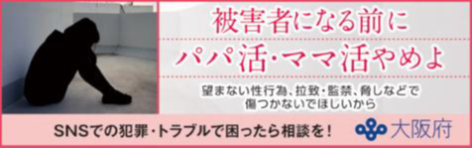 被害者になる前に
パパ活・ママ活やめよ
望まない性行為、拉致・監禁、脅しなどで
傷つかないでほしいから
SNSでの犯罪・トラブルで困ったら相談を!
大阪府